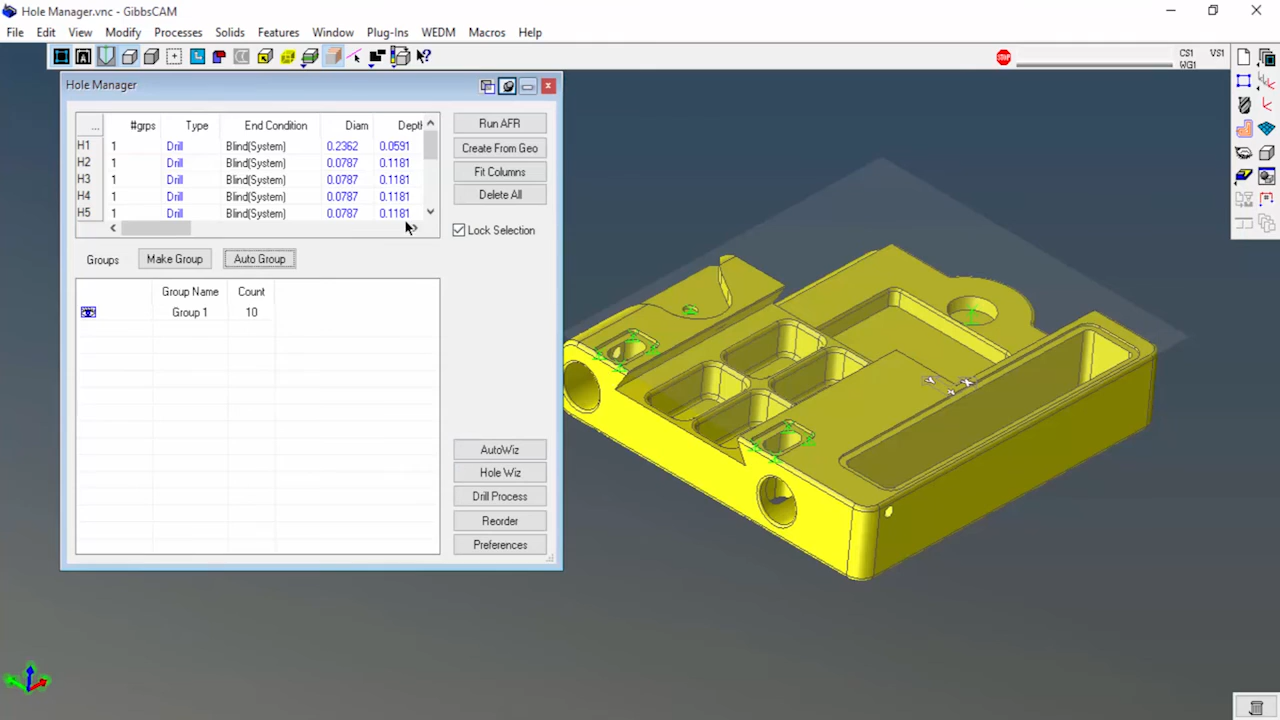 Hole Manager.vnc - GibbsCAM
File Edit View Modify Processes Solids Features Window Plug-Ins WEDM Macros Help
CS1 VS1
WG1
Hole Manager
... #grps Type End Condition Diam Depth
H1 1 Drill Blind(System) 0.2362 0.0591
H2 1 Drill Blind(System) 0.0787 0.1181
H3 1 Drill Blind(System) 0.0787 0.1181
H4 1 Drill Blind(System) 0.0787 0.1181
H5 1 Drill Blind(System) 0.0787 0.1181
Run AFR
Create From Geo
Fit Columns
Delete All
Lock Selection
Groups Make Group Auto Group
Group Name Count
Group 1 10
AutoWiz
Hole Wiz
Drill Process
Reorder
Preferences
STOP
Y X